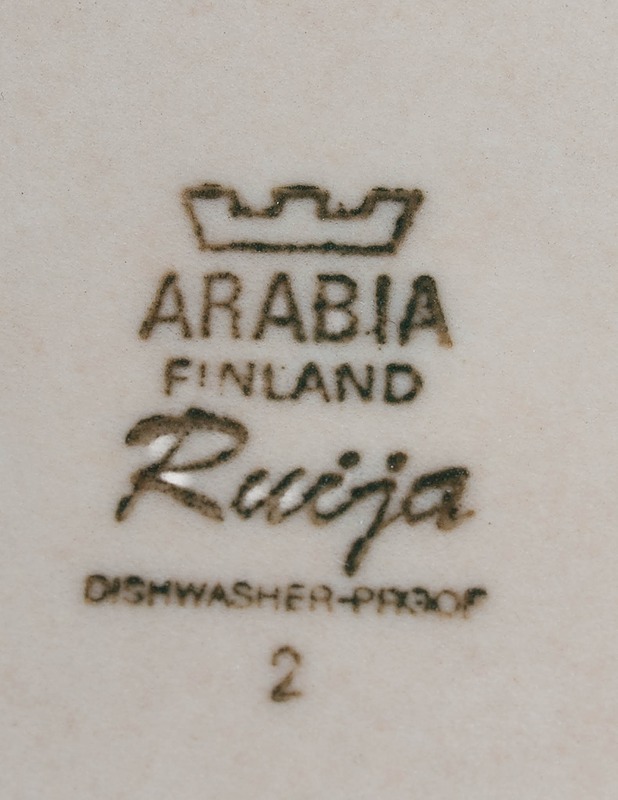 ARABIA
FINLAND
Ruija
DISHWASHER-PROOF
2